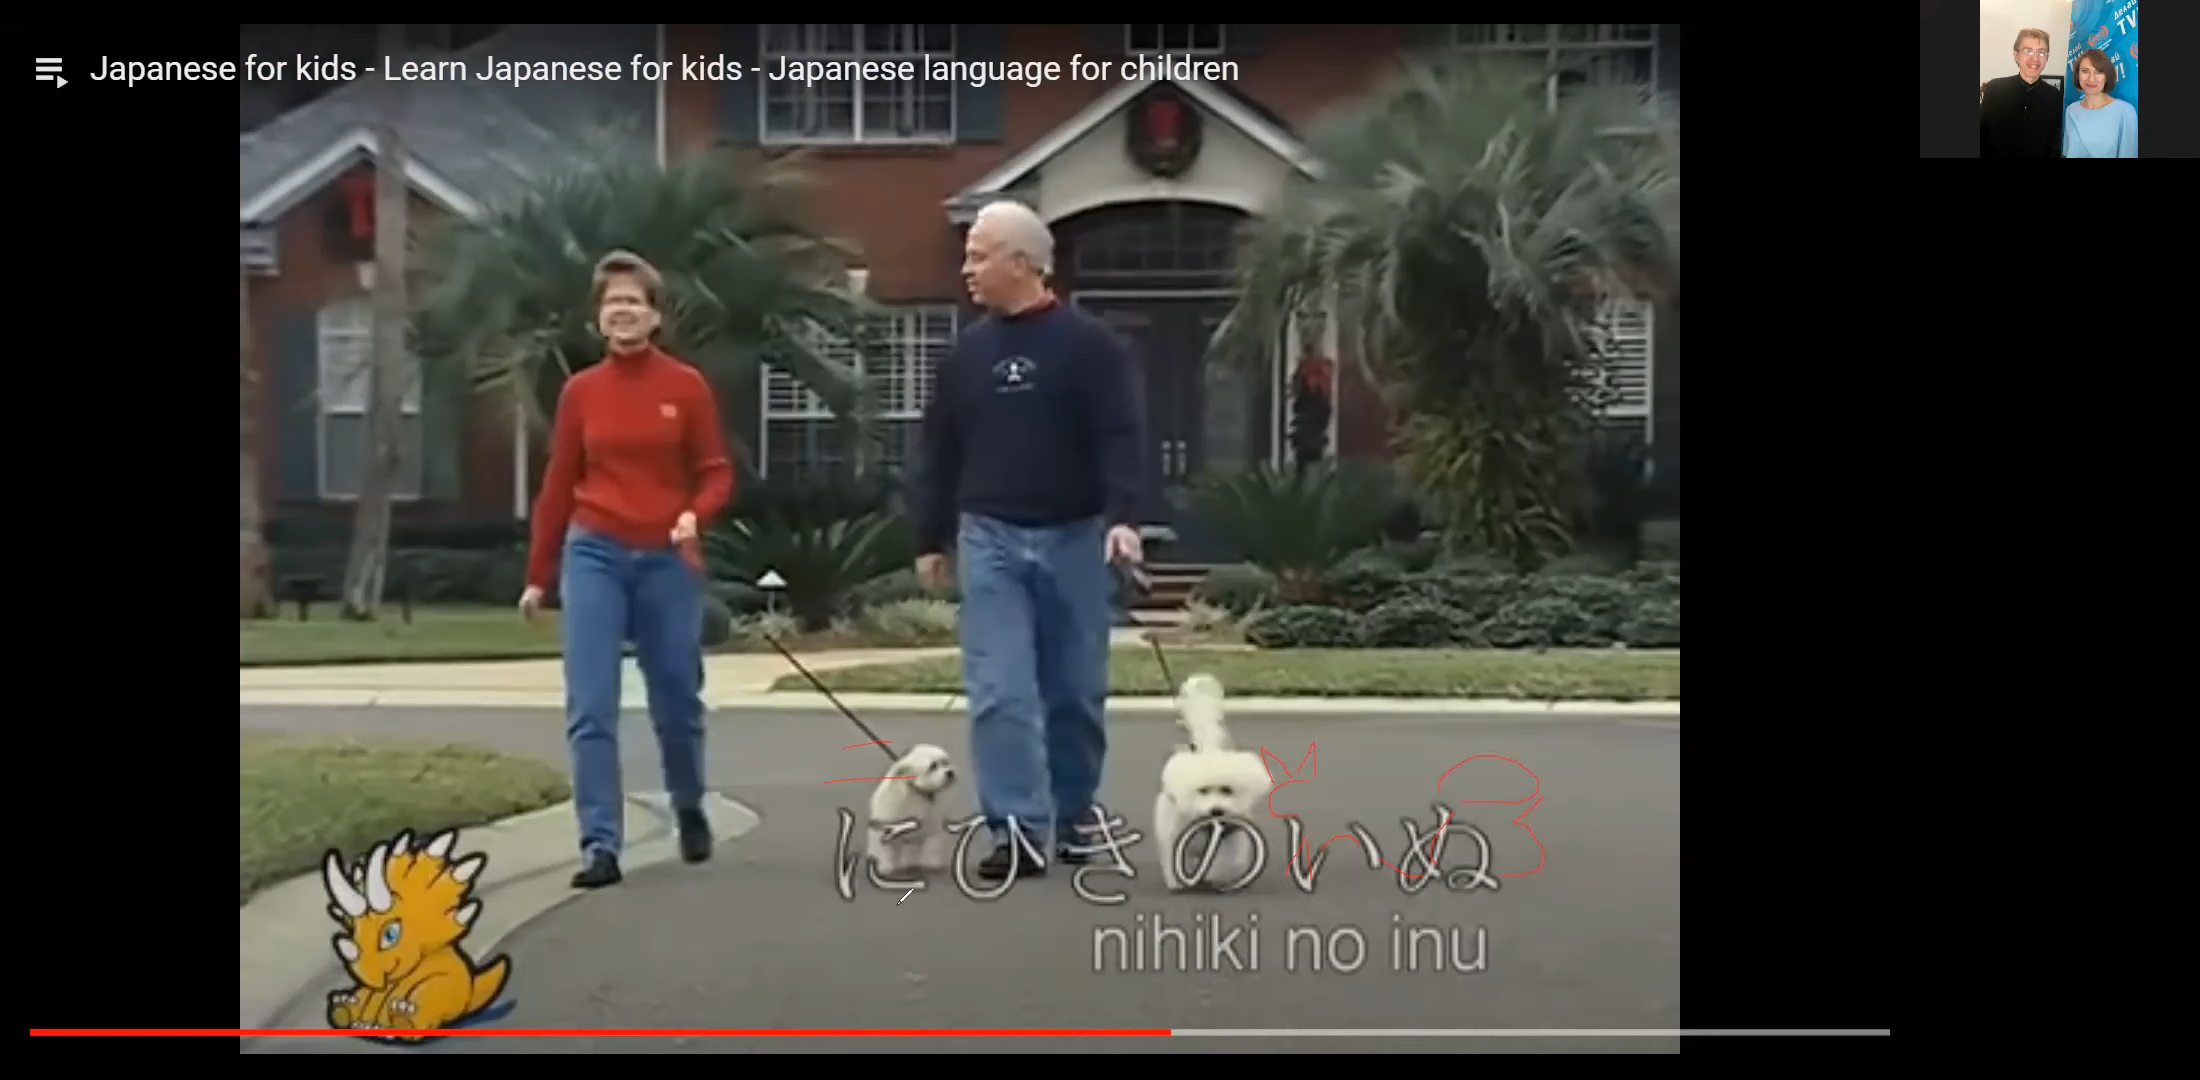 Japanese for kids - Learn Japanese for kids - Japanese language for children
にひきのいぬ
nihiki no inu